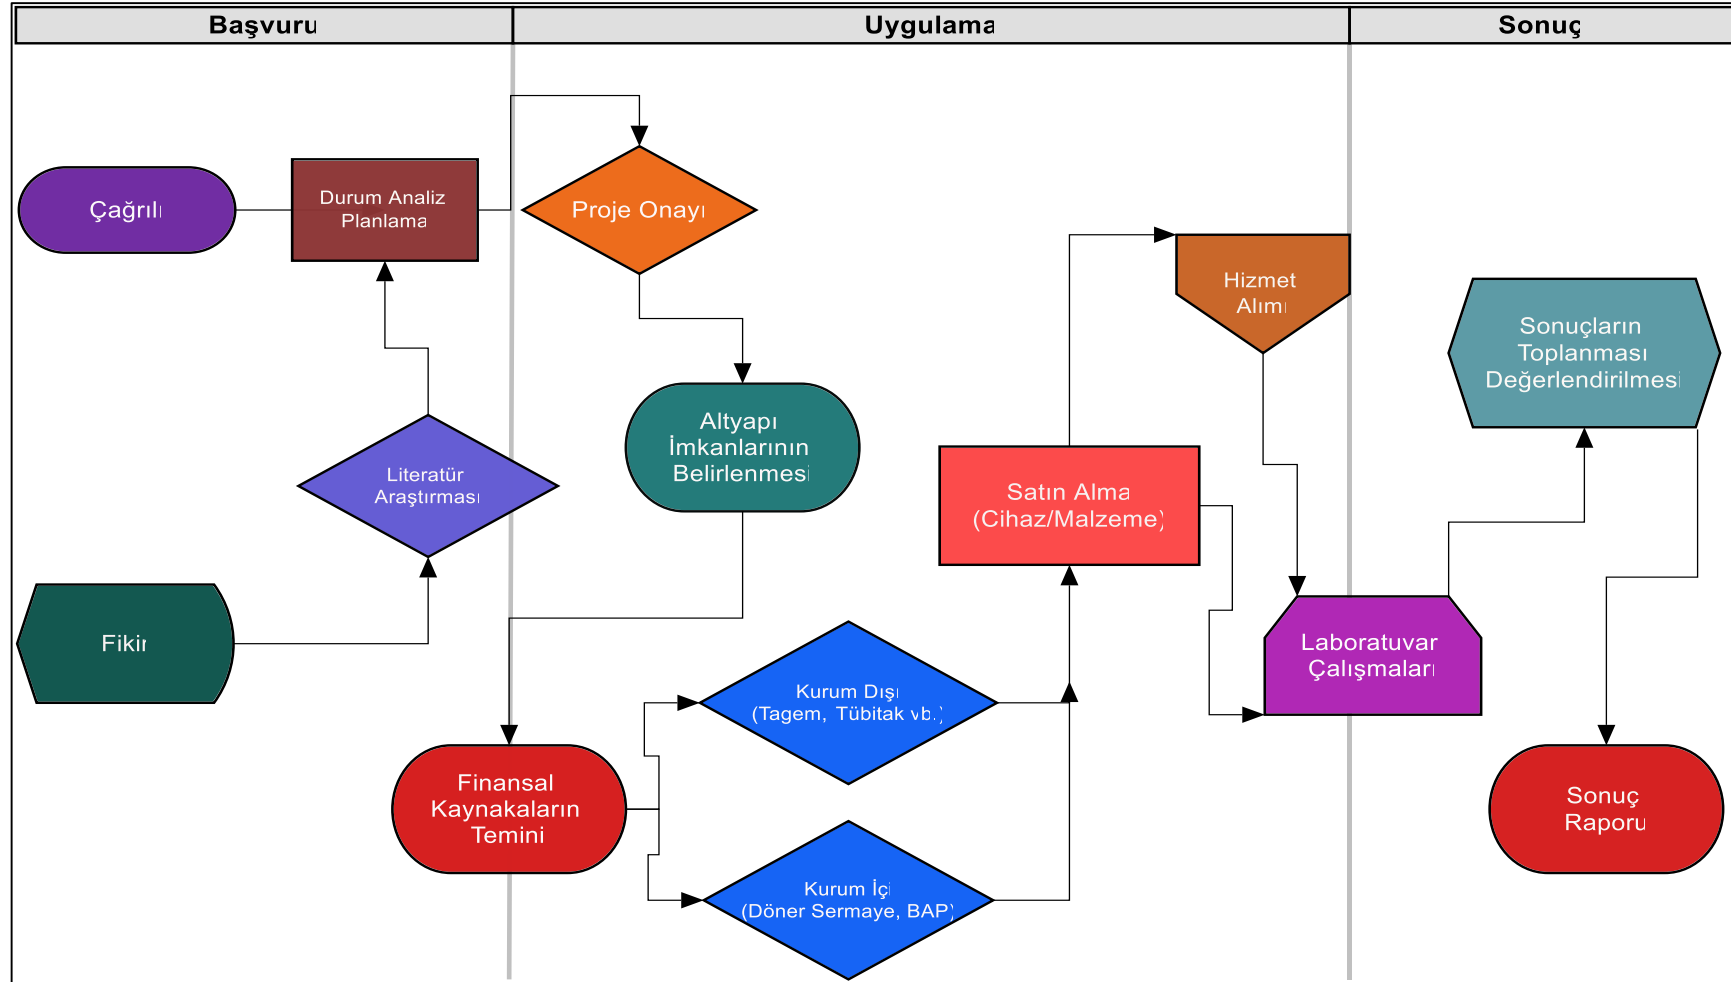 Başvuru
Uygulama
Sonuç
Çağrılı
Durum Analiz
Planlama
Proje Onayı
Hizmet
Alımı
Sonuçların
Toplanması
Değerlendirilmesi
Altyapı
İmkanlarının
Belirlenmesi
Literatür
Araştırması
Satın Alma
(Cihaz/Malzeme)
Fikir
Laboratuvar
Çalışmaları
Kurum Dışı
(Tagem, Tübitak vb.)
Finansal
Kaynakaların
Temini
Sonuç
Raporu
Kurum İçi
(Döner Sermaye, BAP)